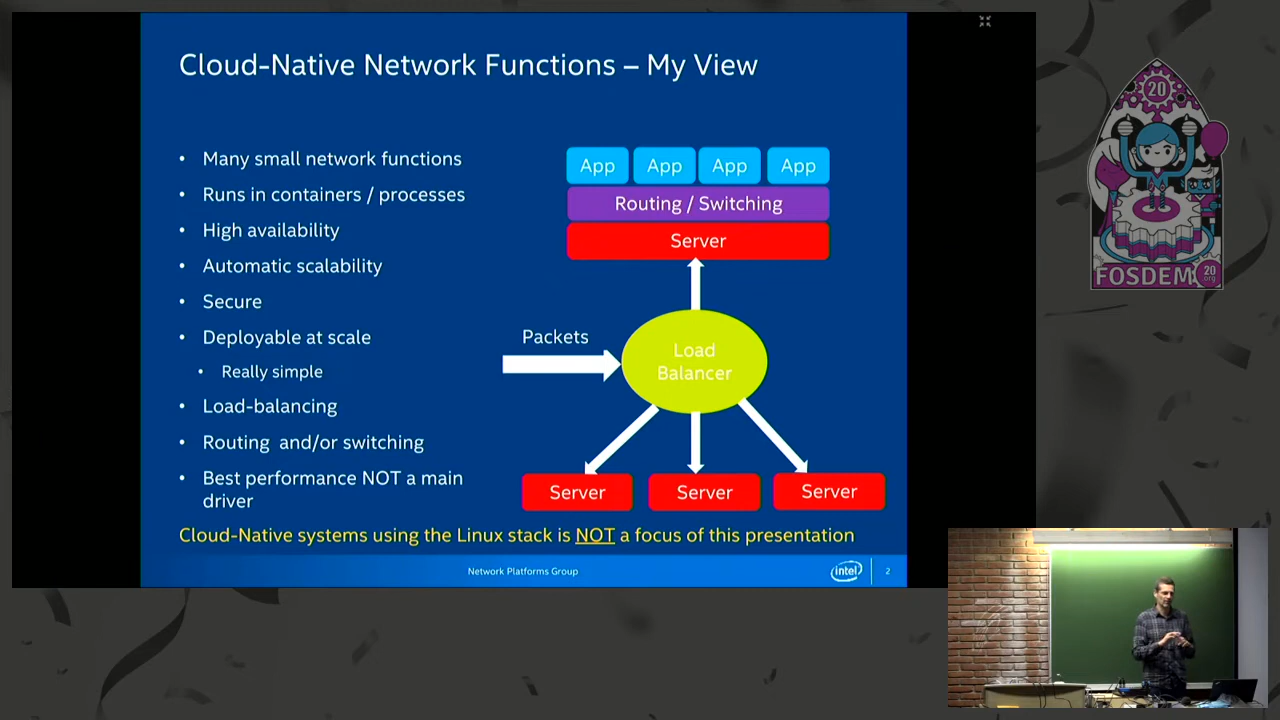 Cloud-Native Network Functions – My View
• Many small network functions
• Runs in containers / processes
• High availability
• Automatic scalability
• Secure
• Deployable at scale
• Really simple
• Load-balancing
• Routing and/or switching
• Best performance NOT a main
driver
App App App App
Routing / Switching
Server
Packets
Load
Balancer
Server Server Server
Cloud-Native systems using the Linux stack is NOT a focus of this presentation
Network Platforms Group
intel
2
20
FOSDEM
20
.org